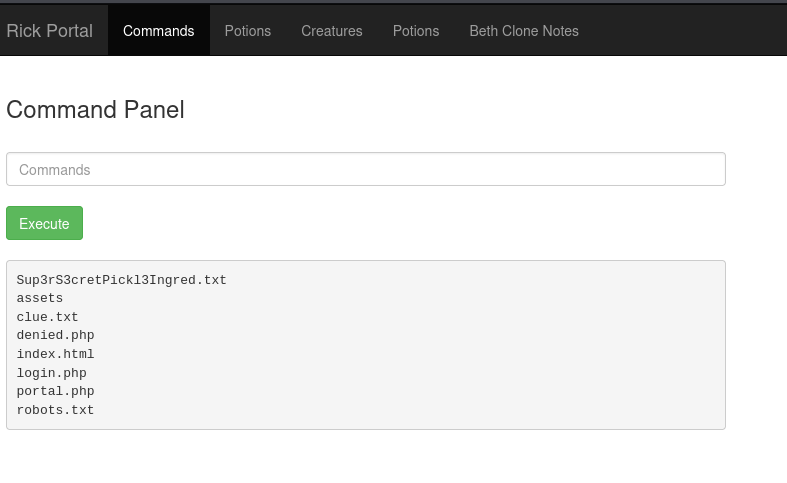 Rick Portal Commands Potions Creatures Potions Beth Clone Notes
Command Panel
Commands
Execute
Sup3rS3cretPickl3Ingred.txt
assets
clue.txt
denied.php
index.html
login.php
portal.php
robots.txt